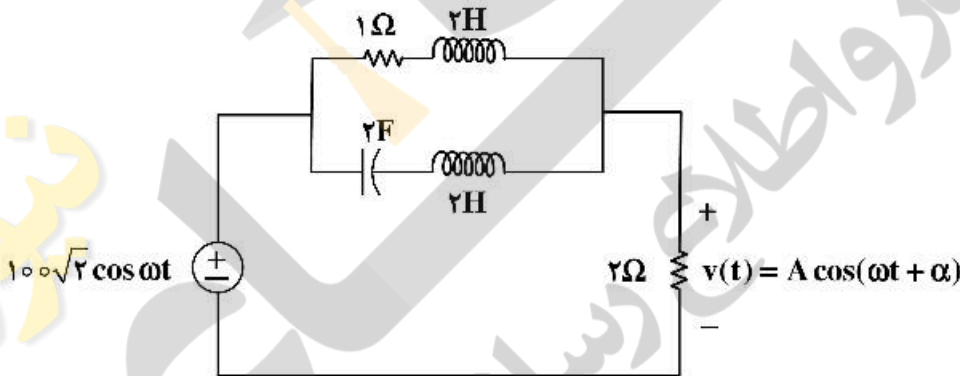 ۱Ω
۲H
۲F
۲H
۱۰۰√۲ cos ωt
+
−
۲Ω
+
v(t) = A cos(ωt + α)
−